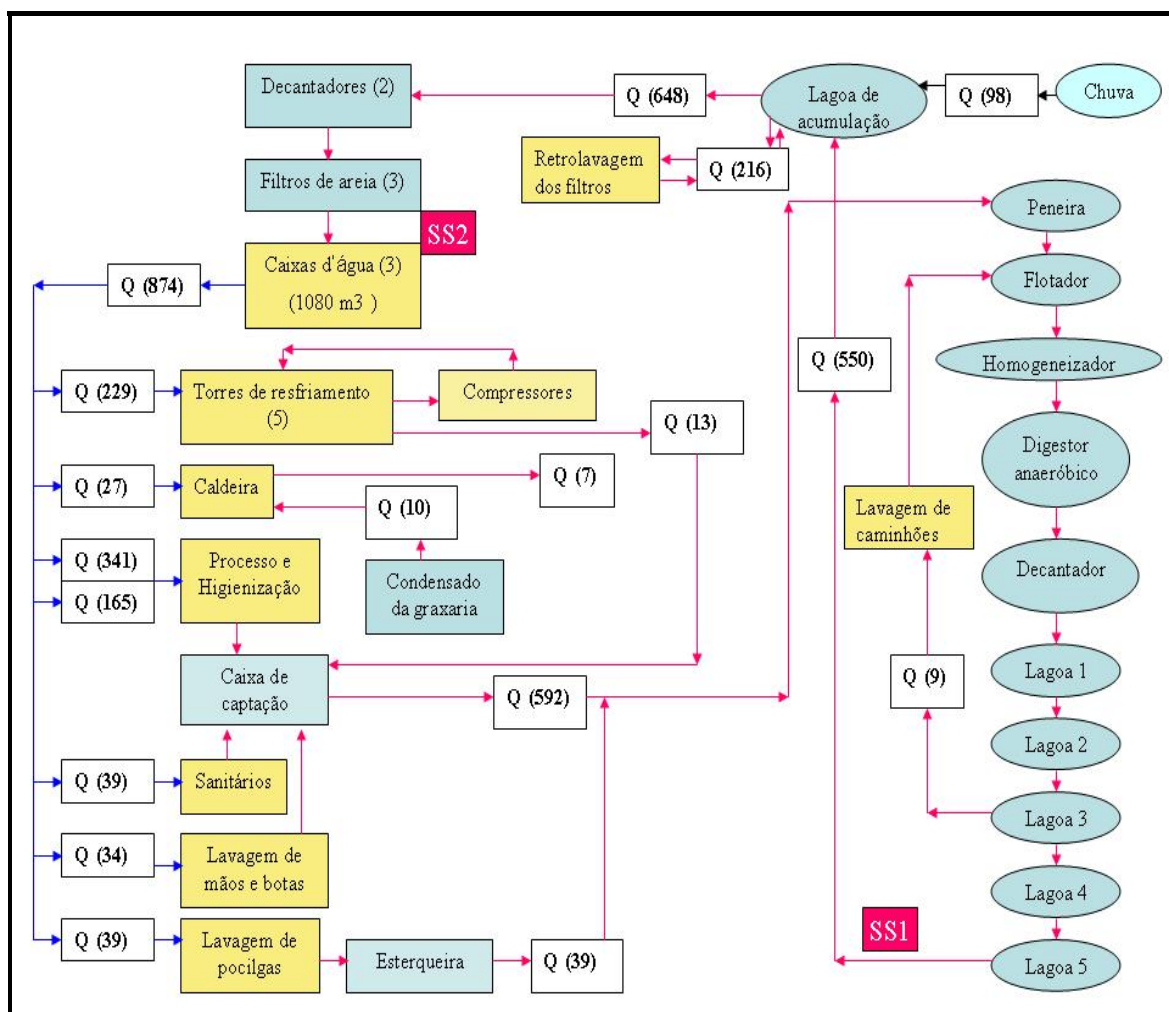 Decantadores (2)
Q (648)
Lagoa de
acumulação
Q (98)
Chuva
Retrolavagem
dos filtros
Q (216)
Filtros de areia (3)
SS2
Caixas d'água (3)
(1080 m3 )
Q (874)
Peneira
Flotador
Homogeneizador
Digestor
anaeróbico
Decantador
Lagoa 1
Lagoa 2
Lagoa 3
Lagoa 4
Lagoa 5
Q (550)
Lavagem de
caminhões
Q (9)
SS1
Q (229)
Torres de resfriamento
(5)
Compressores
Q (13)
Q (27)
Caldeira
Q (7)
Q (10)
Condensado
da graxaria
Q (341)
Q (165)
Processo e
Higienização
Caixa de
captação
Q (592)
Q (39)
Sanitários
Q (34)
Lavagem de
mãos e botas
Q (39)
Lavagem de
pocilgas
Esterqueira
Q (39)